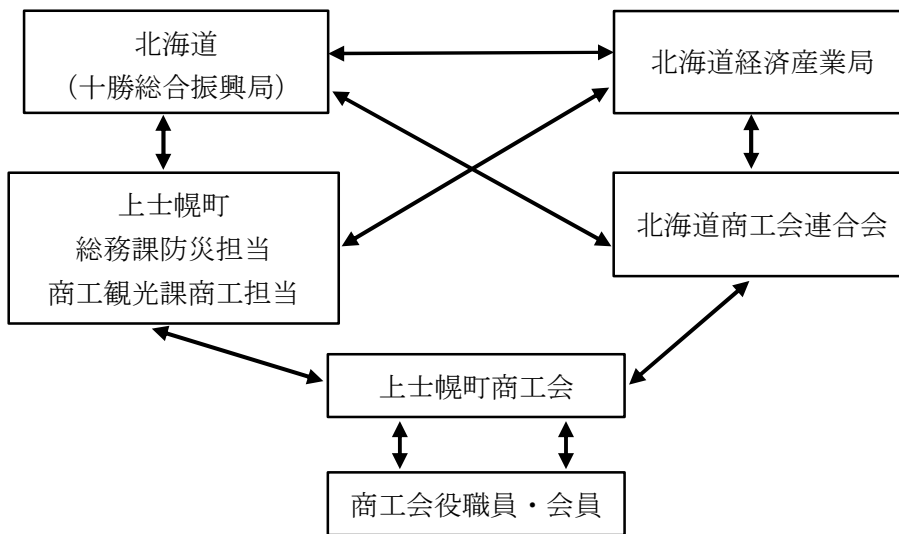 北海道
（十勝総合振興局）
北海道経済産業局
上士幌町
総務課防災担当
商工観光課商工担当
北海道商工会連合会
上士幌町商工会
商工会役職員・会員